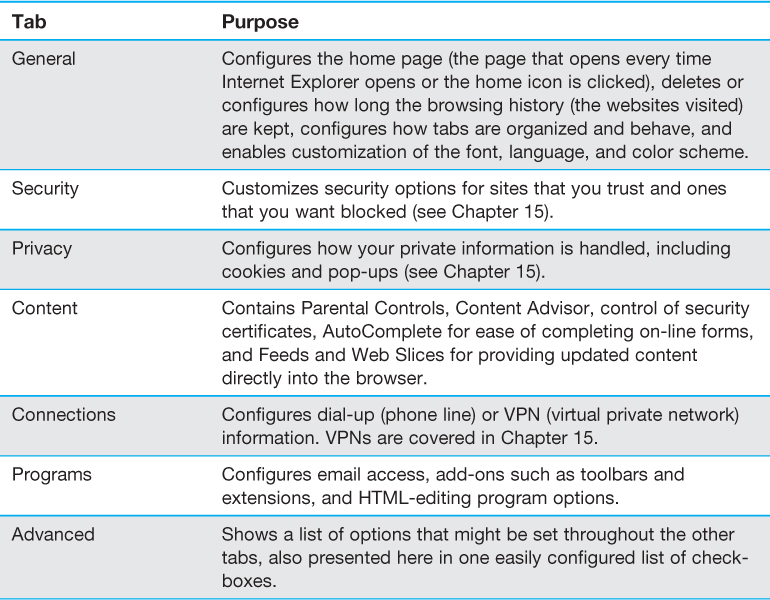 Tab Purpose
General Configures the home page (the page that opens every time
Internet Explorer opens or the home icon is clicked), deletes or
configures how long the browsing history (the websites visited)
are kept, configures how tabs are organized and behave, and
enables customization of the font, language, and color scheme.
Security Customizes security options for sites that you trust and ones
that you want blocked (see Chapter 15).
Privacy Configures how your private information is handled, including
cookies and pop-ups (see Chapter 15).
Content Contains Parental Controls, Content Advisor, control of security
certificates, AutoComplete for ease of completing on-line forms,
and Feeds and Web Slices for providing updated content
directly into the browser.
Connections Configures dial-up (phone line) or VPN (virtual private network)
information. VPNs are covered in Chapter 15.
Programs Configures email access, add-ons such as toolbars and
extensions, and HTML-editing program options.
Advanced Shows a list of options that might be set throughout the other
tabs, also presented here in one easily configured list of check-
boxes.